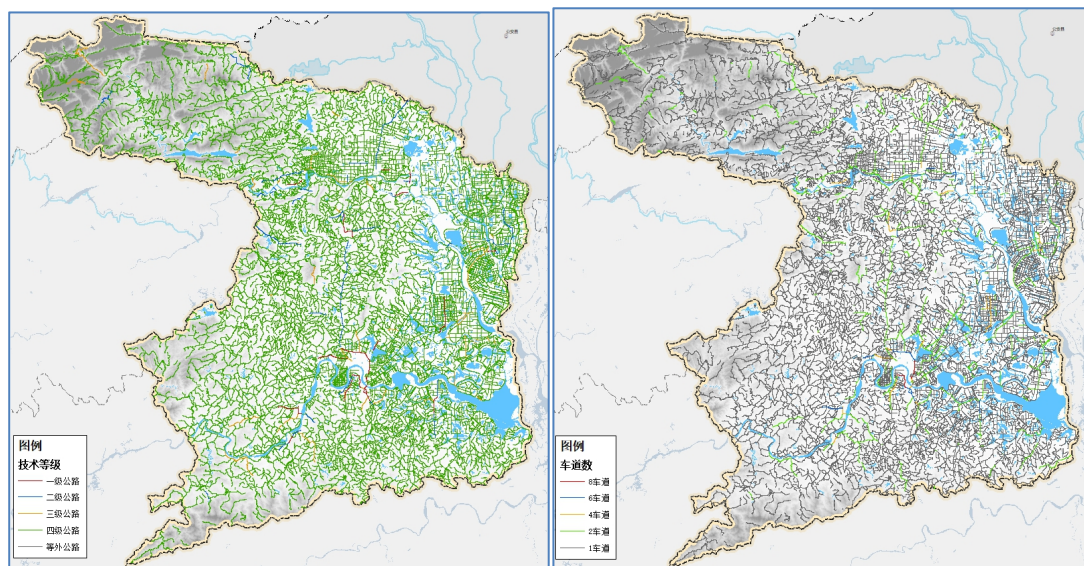 图例
技术等级
一级公路
二级公路
三级公路
四级公路
等外公路
图例
车道数
8车道
6车道
4车道
2车道
1车道